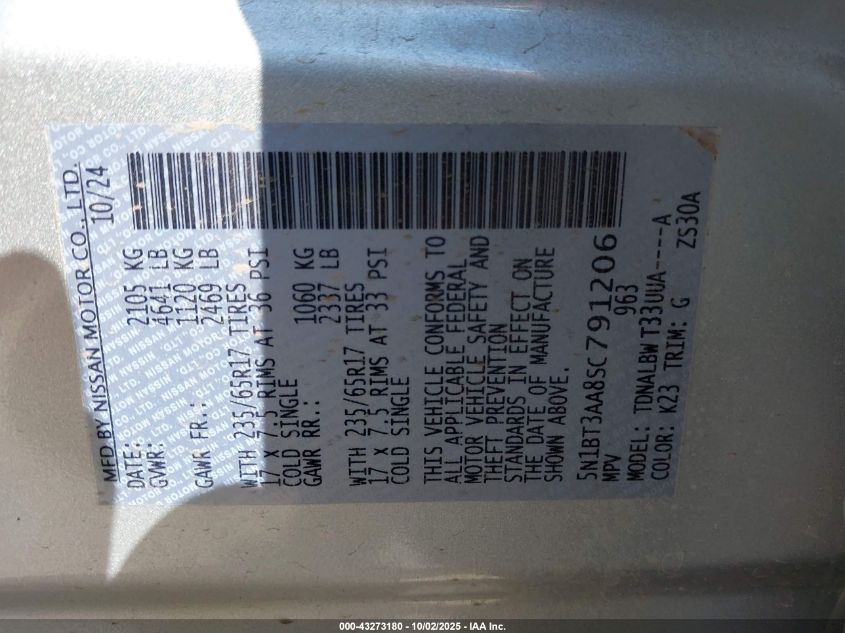 MFD BY NISSAN MOTOR CO., LTD.
DATE: 10/24
GVWR: 2105 KG
4641 LB
GAWR FR.: 1120 KG
2469 LB
WITH 235/65R17 TIRES
17 X 7.5 RIMS AT 36 PSI
COLD SINGLE
GAWR RR.: 1060 KG
2337 LB
WITH 235/65R17 TIRES
17 X 7.5 RIMS AT 33 PSI
COLD SINGLE
THIS VEHICLE CONFORMS TO
ALL APPLICABLE FEDERAL
MOTOR VEHICLE SAFETY AND
THEFT PREVENTION
STANDARDS IN EFFECT ON
THE DATE OF MANUFACTURE
SHOWN ABOVE.
5N1BT3AA8SC791206
MPV 963
MODEL: TDNALBW T33UUA----A
COLOR: K23 TRIM: G ZS30A
000-43273180 - 10/02/2025 - IAA Inc.